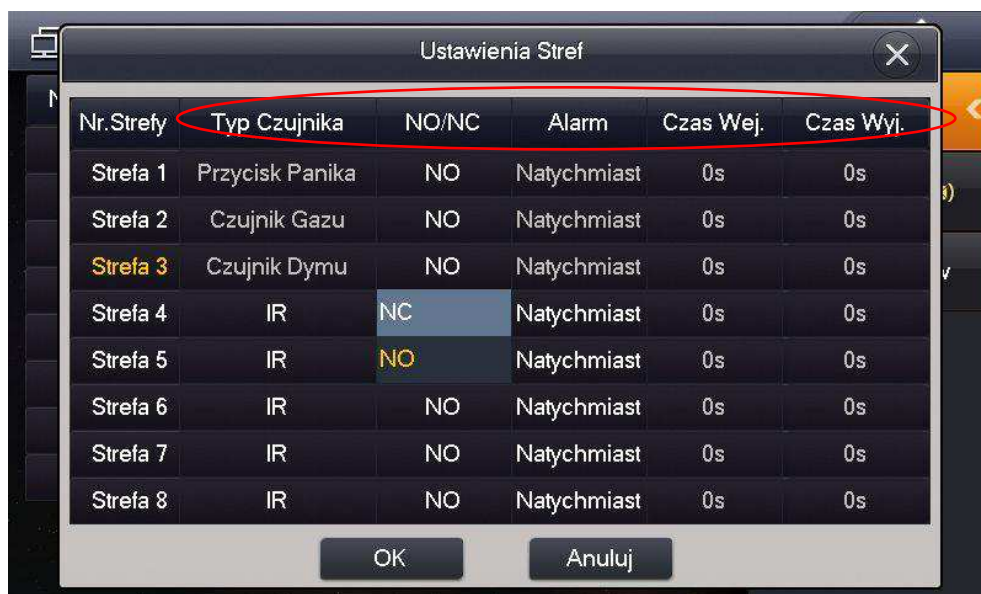 Ustawienia Stref
Nr.Strefy Typ Czujnika NO/NC Alarm Czas Wej. Czas Wyj.
Strefa 1 Przycisk Panika NO Natychmiast 0s 0s
Strefa 2 Czujnik Gazu NO Natychmiast 0s 0s
Strefa 3 Czujnik Dymu NO Natychmiast 0s 0s
Strefa 4 IR NC Natychmiast 0s 0s
Strefa 5 IR NO Natychmiast 0s 0s
Strefa 6 IR NO Natychmiast 0s 0s
Strefa 7 IR NO Natychmiast 0s 0s
Strefa 8 IR NO Natychmiast 0s 0s
OK Anuluj